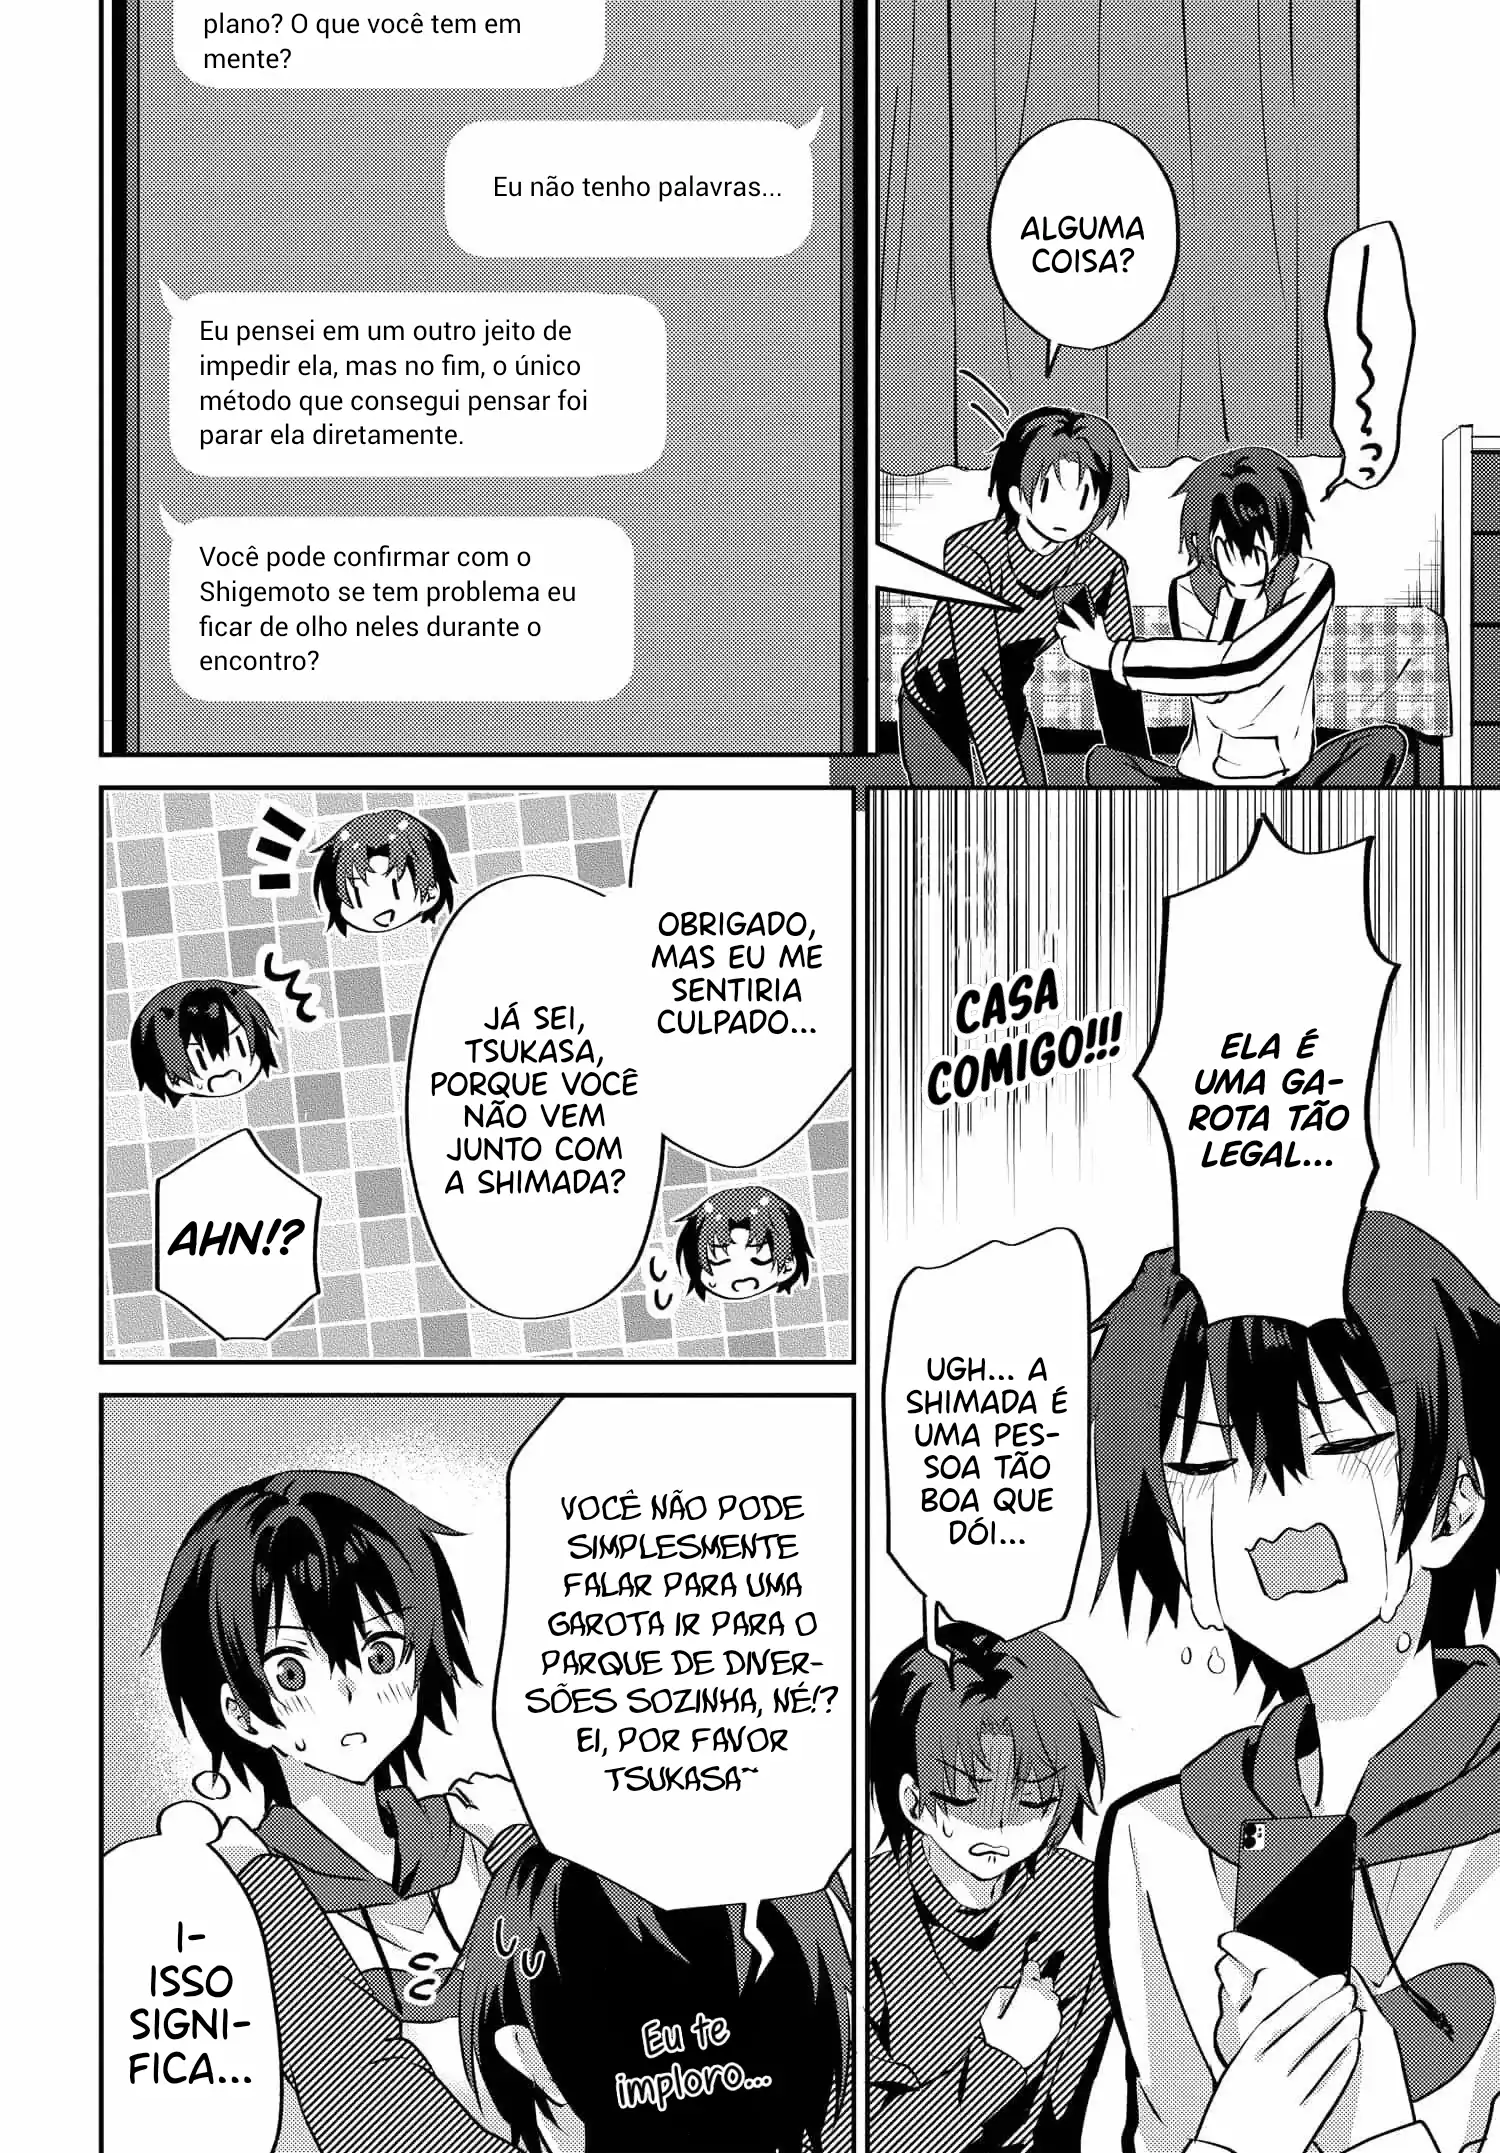 ALGUMA
COISA?
plano? O que você tem em
mente?
Eu não tenho palavras...
Eu pensei em um outro jeito de
impedir ela, mas no fim, o único
método que consegui pensar foi
parar ela diretamente.
Você pode confirmar com o
Shigemoto se tem problema eu
ficar de olho neles durante o
encontro?
ELA É
UMA GA-
ROTA TÃO
LEGAL...
CASA
COMIGO!!!
UGH... A
SHIMADA É
UMA PES-
SOA TÃO
BOA QUE
DÓI...
OBRIGADO,
MAS EU ME
SENTIRIA
CULPADO...
JÁ SEI,
TSUKASA,
PORQUE VOCÊ
NÃO VEM
JUNTO COM
A SHIMADA?
AHN!?
VOCÊ NÃO PODE
SIMPLESMENTE
FALAR PARA UMA
GAROTA IR PARA O
PARQUE DE DIVER-
SÕES SOZINHA, NÉ!?
EI, POR FAVOR
TSUKASA~
Eu te
imploro...
I-
ISSO
SIGNI-
FICA...